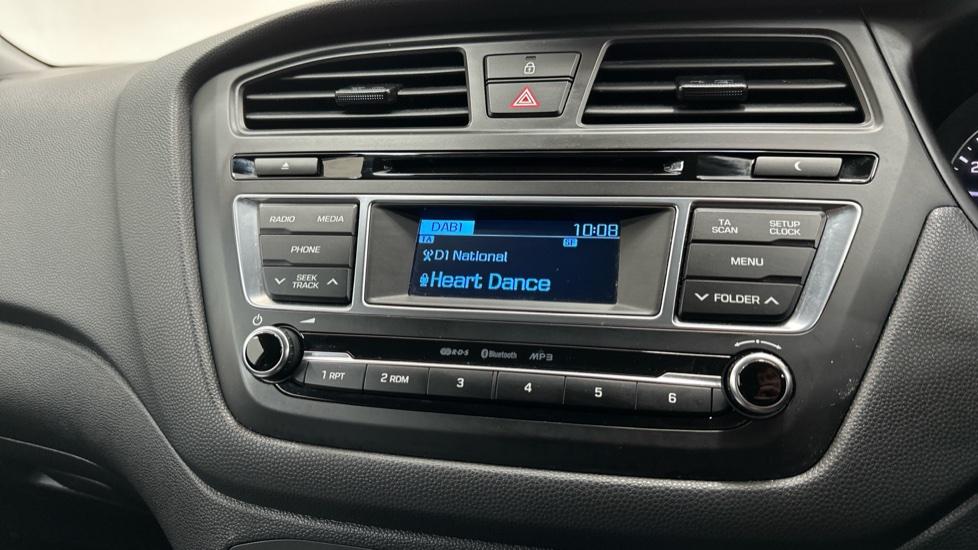 RADIO MEDIA
PHONE
SEEK
TRACK
DAB1 10:08
TA SF
D1 National
Heart Dance
TA
SCAN
SETUP
CLOCK
MENU
FOLDER
R·D·S Bluetooth MP3
1 RPT 2 RDM 3 4 5 6
2